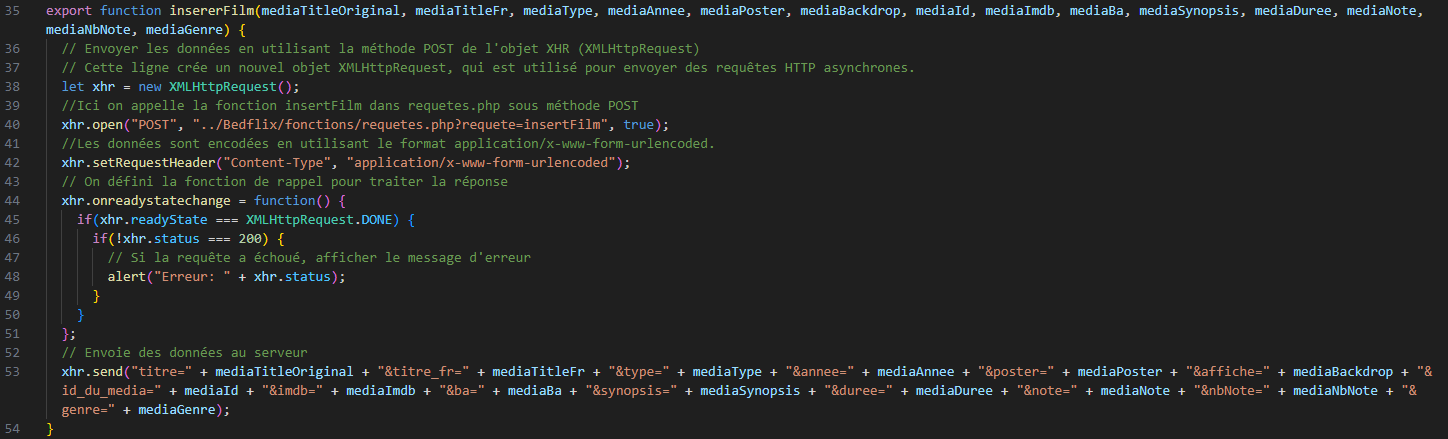 35 export function insererFilm(mediaTitleOriginal, mediaTitleFr, mediaType, mediaAnnee, mediaPoster, mediaBackdrop, mediaId, mediaImdb, mediaBa, mediaSynopsis, mediaDuree, mediaNote,
mediaNbNote, mediaGenre) {
36 // Envoyer les données en utilisant la méthode POST de l'objet XHR (XMLHttpRequest)
37 // Cette ligne crée un nouvel objet XMLHttpRequest, qui est utilisé pour envoyer des requêtes HTTP asynchrones.
38 let xhr = new XMLHttpRequest();
39 //Ici on appelle la fonction insertFilm dans requetes.php sous méthode POST
40 xhr.open("POST", "../Bedflix/fonctions/requetes.php?requete=insertFilm", true);
41 //Les données sont encodées en utilisant le format application/x-www-form-urlencoded.
42 xhr.setRequestHeader("Content-Type", "application/x-www-form-urlencoded");
43 // On défini la fonction de rappel pour traiter la réponse
44 xhr.onreadystatechange = function() {
45 if(xhr.readyState === XMLHttpRequest.DONE) {
46 if(!xhr.status === 200) {
47 // Si la requête a échoué, afficher le message d'erreur
48 alert("Erreur: " + xhr.status);
49 }
50 }
51 };
52 // Envoie des données au serveur
53 xhr.send("titre=" + mediaTitleOriginal + "&titre_fr=" + mediaTitleFr + "&type=" + mediaType + "&annee=" + mediaAnnee + "&poster=" + mediaPoster + "&affiche=" + mediaBackdrop + "&
id_du_media=" + mediaId + "&imdb=" + mediaImdb + "&ba=" + mediaBa + "&synopsis=" + mediaSynopsis + "&duree=" + mediaDuree + "&note=" + mediaNote + "&nbNote=" + mediaNbNote + "&
genre=" + mediaGenre);
54 }